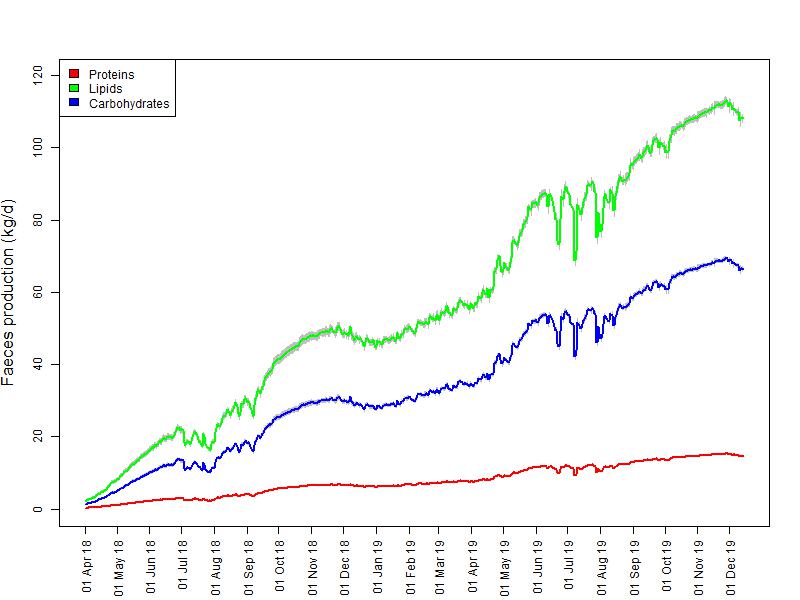 Proteins
Lipids
Carbohydrates
Faeces production (kg/d)
120
100
80
60
40
20
0
01 Apr 18
01 May 18
01 Jun 18
01 Jul 18
01 Aug 18
01 Sep 18
01 Oct 18
01 Nov 18
01 Dec 18
01 Jan 19
01 Feb 19
01 Mar 19
01 Apr 19
01 May 19
01 Jun 19
01 Jul 19
01 Aug 19
01 Sep 19
01 Oct 19
01 Nov 19
01 Dec 19